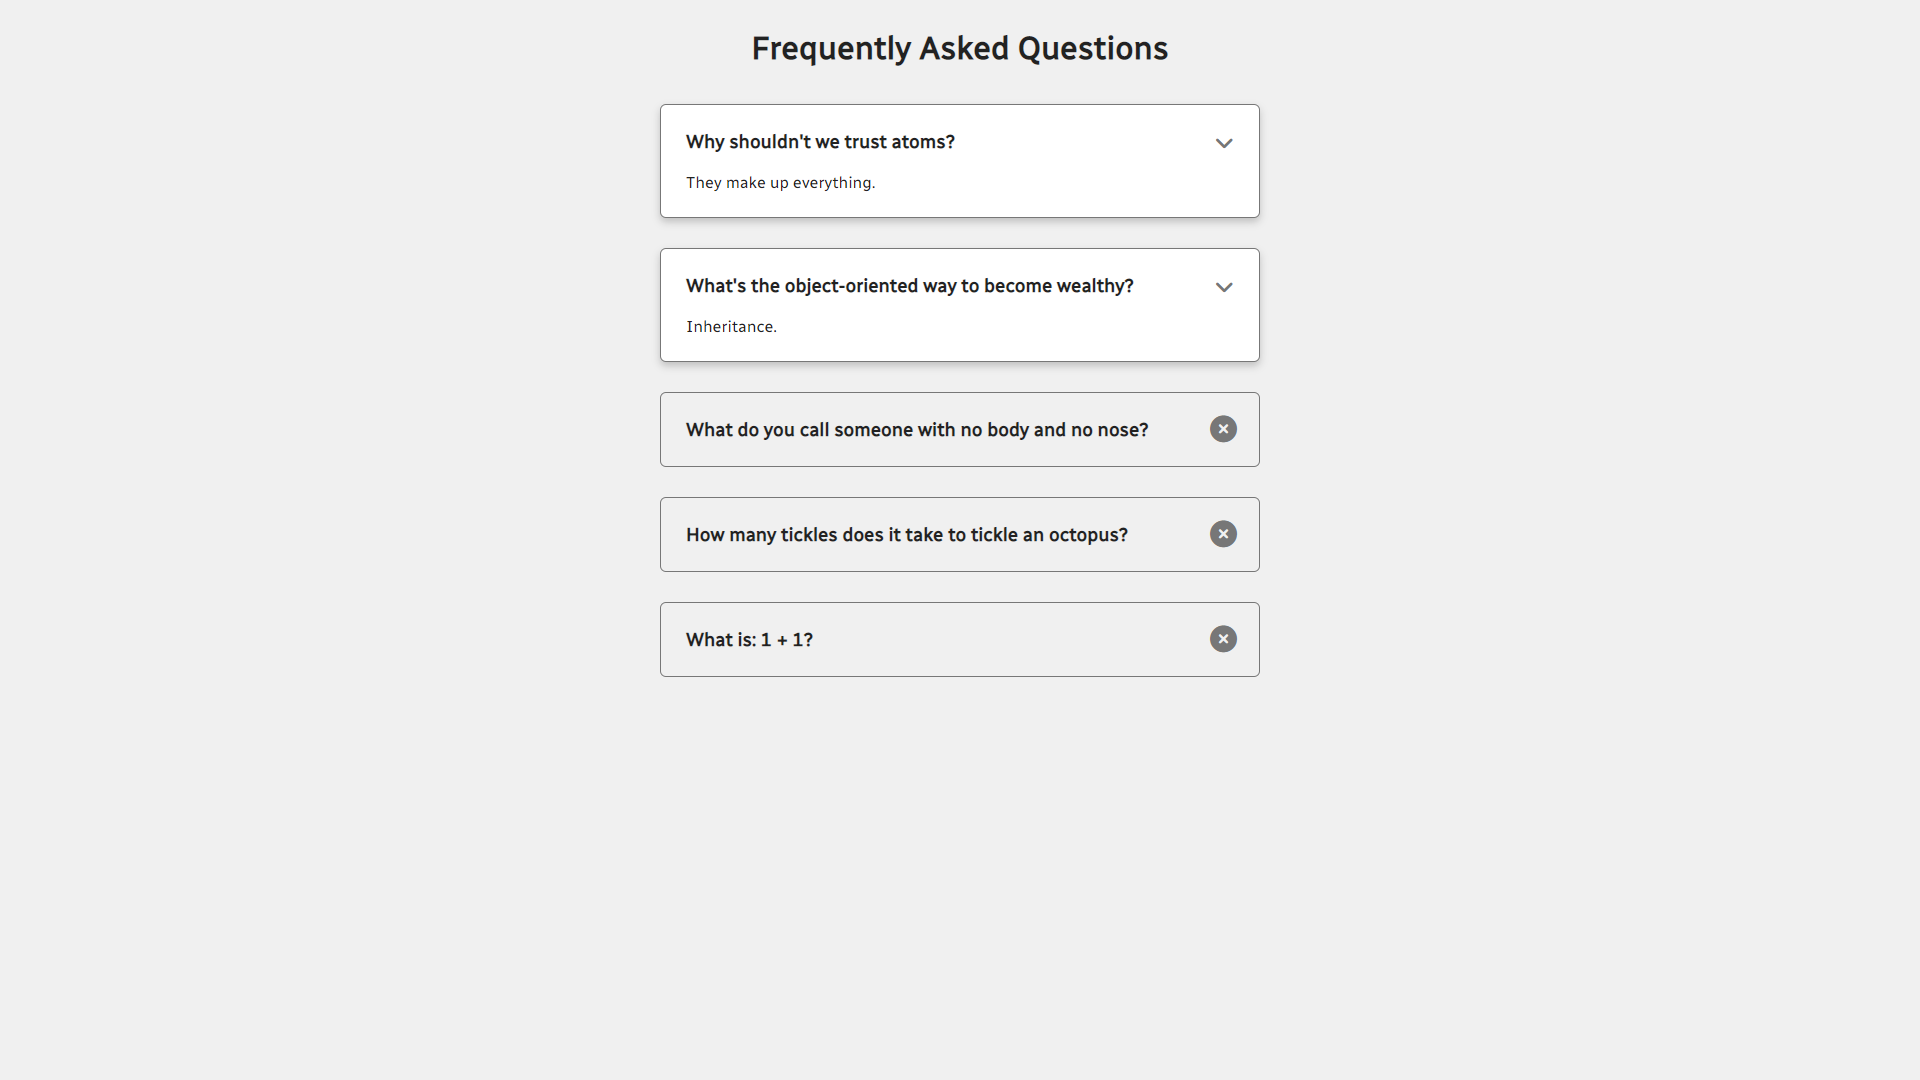 Frequently Asked Questions
Why shouldn't we trust atoms?
They make up everything.
What's the object-oriented way to become wealthy?
Inheritance.
What do you call someone with no body and no nose?
How many tickles does it take to tickle an octopus?
What is: 1 + 1?